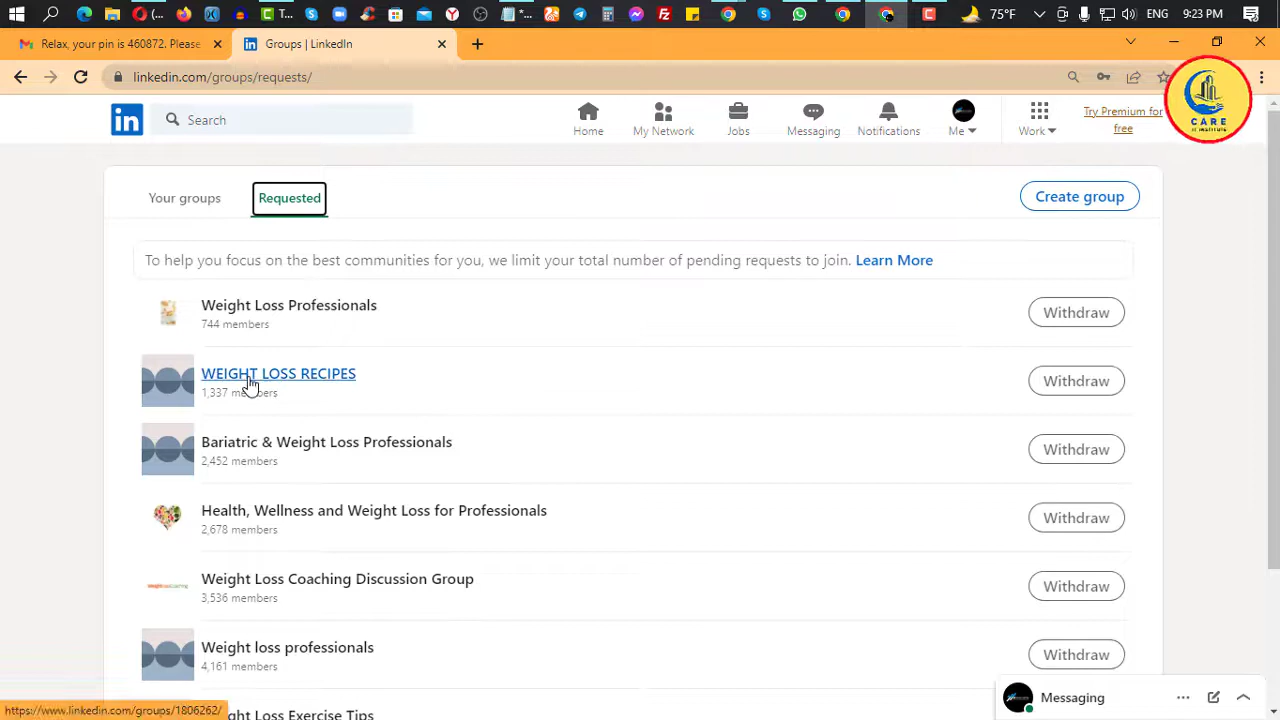 T...
*...
75°F
ENG
9:23 PM
Relax, your pin is 460872. Please
Groups | LinkedIn
linkedin.com/groups/requests/
in
Search
Home
My Network
Jobs
Messaging
Notifications
Me
Work
Try Premium for
free
CARE
IT INSTITUTE
Your groups
Requested
Create group
To help you focus on the best communities for you, we limit your total number of pending requests to join. Learn More
Weight Loss Professionals
744 members
Withdraw
WEIGHT LOSS RECIPES
1,337 members
Withdraw
Bariatric & Weight Loss Professionals
2,452 members
Withdraw
Health, Wellness and Weight Loss for Professionals
2,678 members
Withdraw
Weight Loss Coaching Discussion Group
3,536 members
Withdraw
Weight loss professionals
4,161 members
Withdraw
Loss Exercise Tips
Messaging
https://www.linkedin.com/groups/1806262/